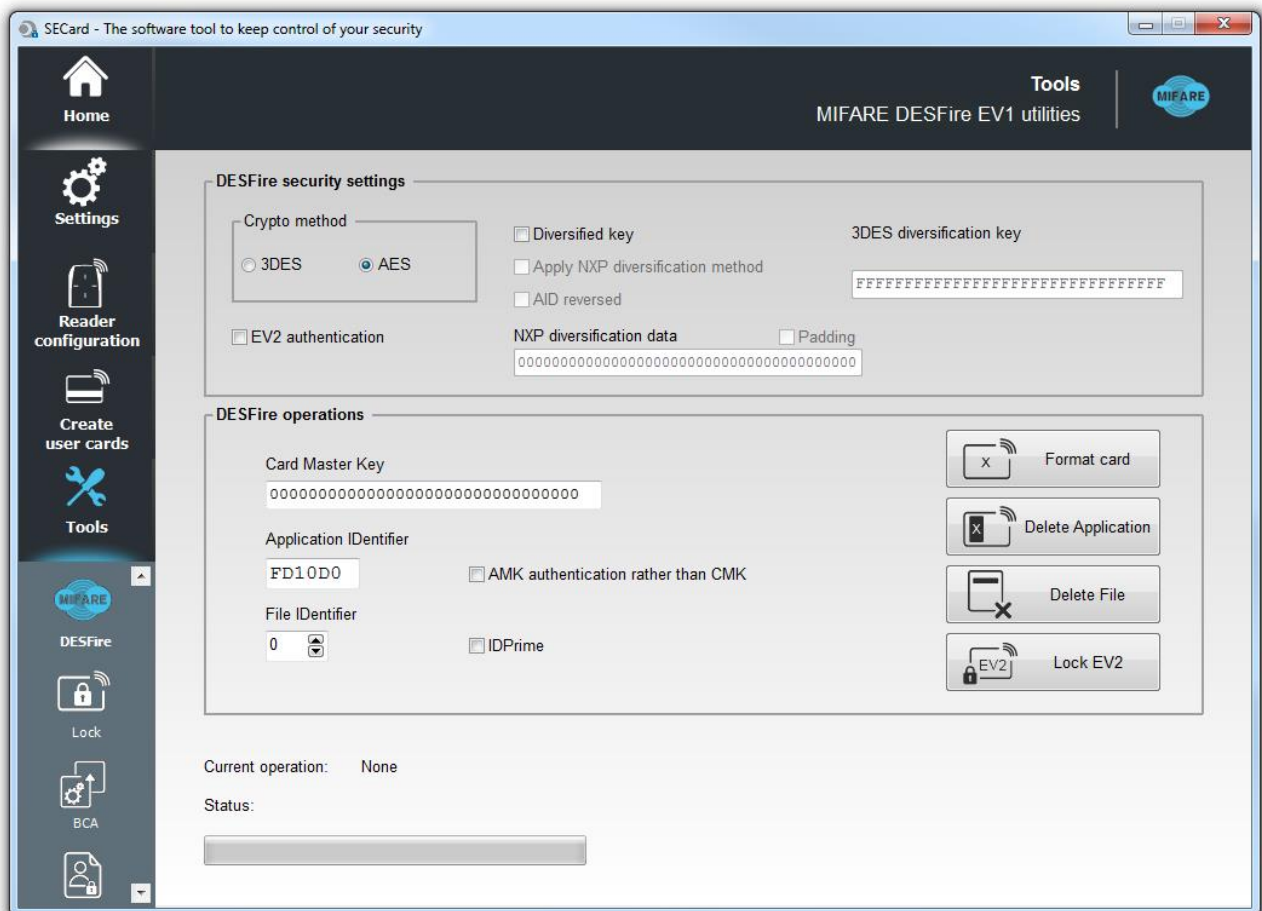 SECard - The software tool to keep control of your security
Home
Tools
MIFARE DESFire EV1 utilities
MIFARE
Settings
Reader
configuration
Create
user cards
Tools
MIFARE
DESFire
Lock
BCA
DESFire security settings
Crypto method
3DES
AES
EV2 authentication
Diversified key
Apply NXP diversification method
AID reversed
3DES diversification key
FFFFFFFFFFFFFFFFFFFFFFFFFFFFFFFF
NXP diversification data
Padding
DESFire operations
Card Master Key
00000000000000000000000000000000
Application IDentifier
FD10D0
AMK authentication rather than CMK
File IDentifier
0
IDPrime
X
Format card
X
Delete Application
Delete File
EV2
Lock EV2
Current operation: None
Status: